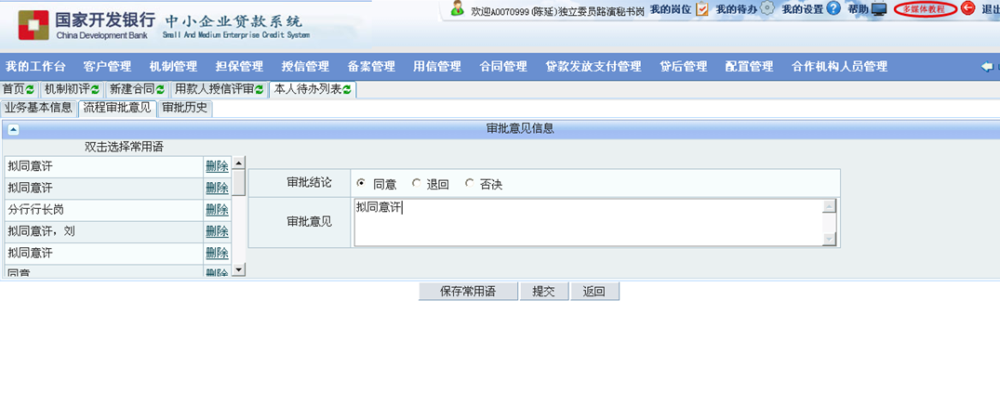 国家开发银行 中小企业贷款系统
China Development Bank Small And Medium Enterprise Credit System
欢迎A0070999(陈延)独立委员路演秘书岗 我的岗位 我的待办 我的设置 帮助 多媒体教程 退出
我的工作台 客户管理 机制管理 担保管理 授信管理 备案管理 用信管理 合同管理 贷款发放支付管理 贷后管理 配置管理 合作机构人员管理
首页 机制初评 新建合同 用款人授信评审 本人待办列表
业务基本信息 流程审批意见 审批历史
审批意见信息
双击选择常用语
拟同意许 删除
拟同意许 删除
分行行长岗 删除
拟同意许，刘 删除
拟同意许 删除
同意 删除
审批结论 同意 退回 否决
审批意见 拟同意许
保存常用语 提交 返回